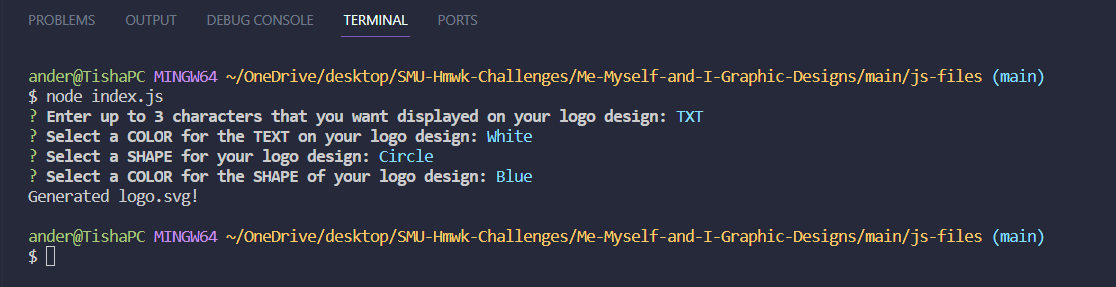 PROBLEMS OUTPUT DEBUG CONSOLE TERMINAL PORTS
ander@TishaPC MINGW64 ~/OneDrive/desktop/SMU-Hmwk-Challenges/Me-Myself-and-I-Graphic-Designs/main/js-files (main)
$ node index.js
? Enter up to 3 characters that you want displayed on your logo design: TXT
? Select a COLOR for the TEXT on your logo design: White
? Select a SHAPE for your logo design: Circle
? Select a COLOR for the SHAPE of your logo design: Blue
Generated logo.svg!
ander@TishaPC MINGW64 ~/OneDrive/desktop/SMU-Hmwk-Challenges/Me-Myself-and-I-Graphic-Designs/main/js-files (main)
$